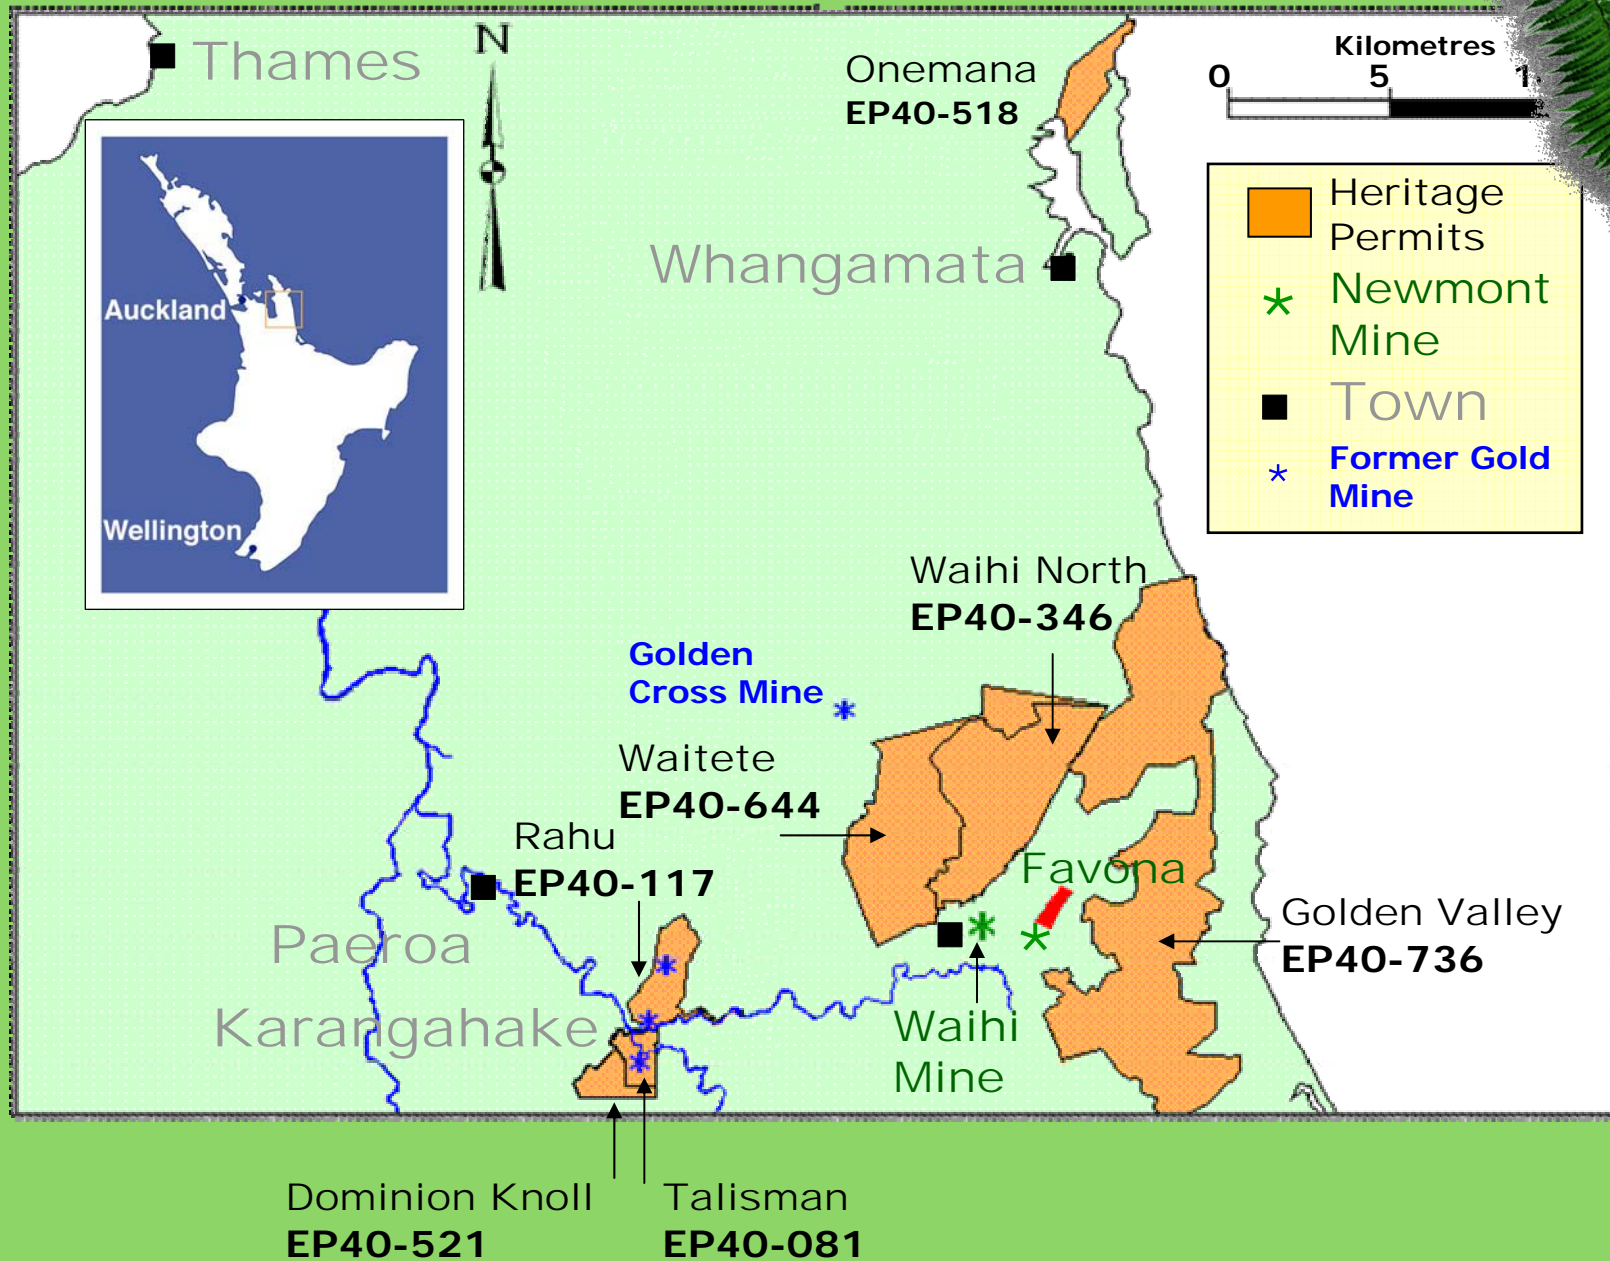 Thames
N
Onemana
EP40-518
Kilometres
0 5
Heritage
Permits
Newmont
Mine
Town
Former Gold
Mine
Auckland
Wellington
Whangamata
Waihi North
EP40-346
Golden
Cross Mine
Waitete
EP40-644
Rahu
EP40-117
Favona
Golden Valley
EP40-736
Paeroa
Karangahake
Waihi
Mine
Dominion Knoll
EP40-521
Talisman
EP40-081